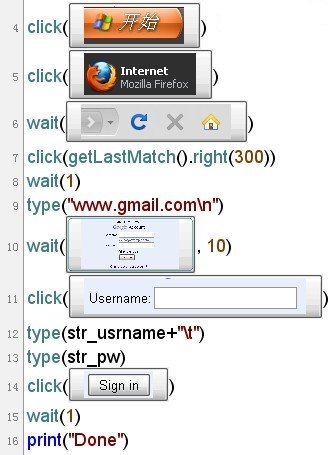 4 click( 开始 )
5 click( Internet
Mozilla Firefox )
6 wait( )
7 click(getLastMatch().right(300))
8 wait(1)
9 type("www.gmail.com\n")
10 wait( , 10)
11 click( Username: )
12 type(str_usrname+"\t")
13 type(str_pw)
14 click( Sign in )
15 wait(1)
16 print("Done")